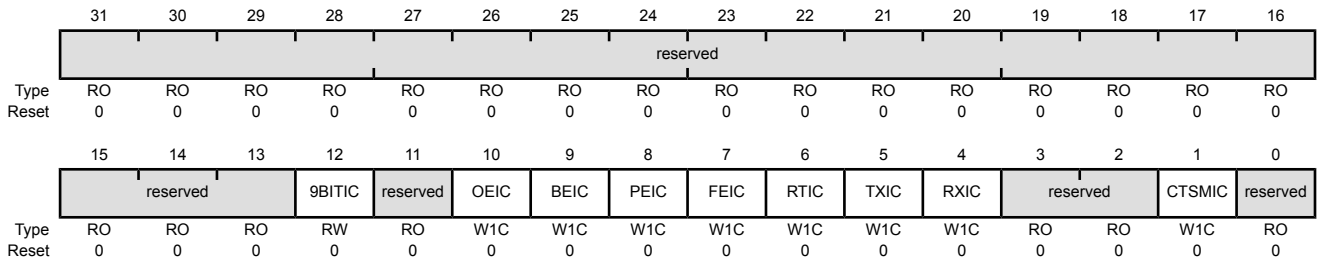 31 30 29 28 27 26 25 24 23 22 21 20 19 18 17 16
reserved
Type RO RO RO RO RO RO RO RO RO RO RO RO RO RO RO RO
Reset 0 0 0 0 0 0 0 0 0 0 0 0 0 0 0 0
15 14 13 12 11 10 9 8 7 6 5 4 3 2 1 0
reserved 9BITIC reserved OEIC BEIC PEIC FEIC RTIC TXIC RXIC reserved CTSMIC reserved
Type RO RO RO RW RO W1C W1C W1C W1C W1C W1C W1C RO RO W1C RO
Reset 0 0 0 0 0 0 0 0 0 0 0 0 0 0 0 0